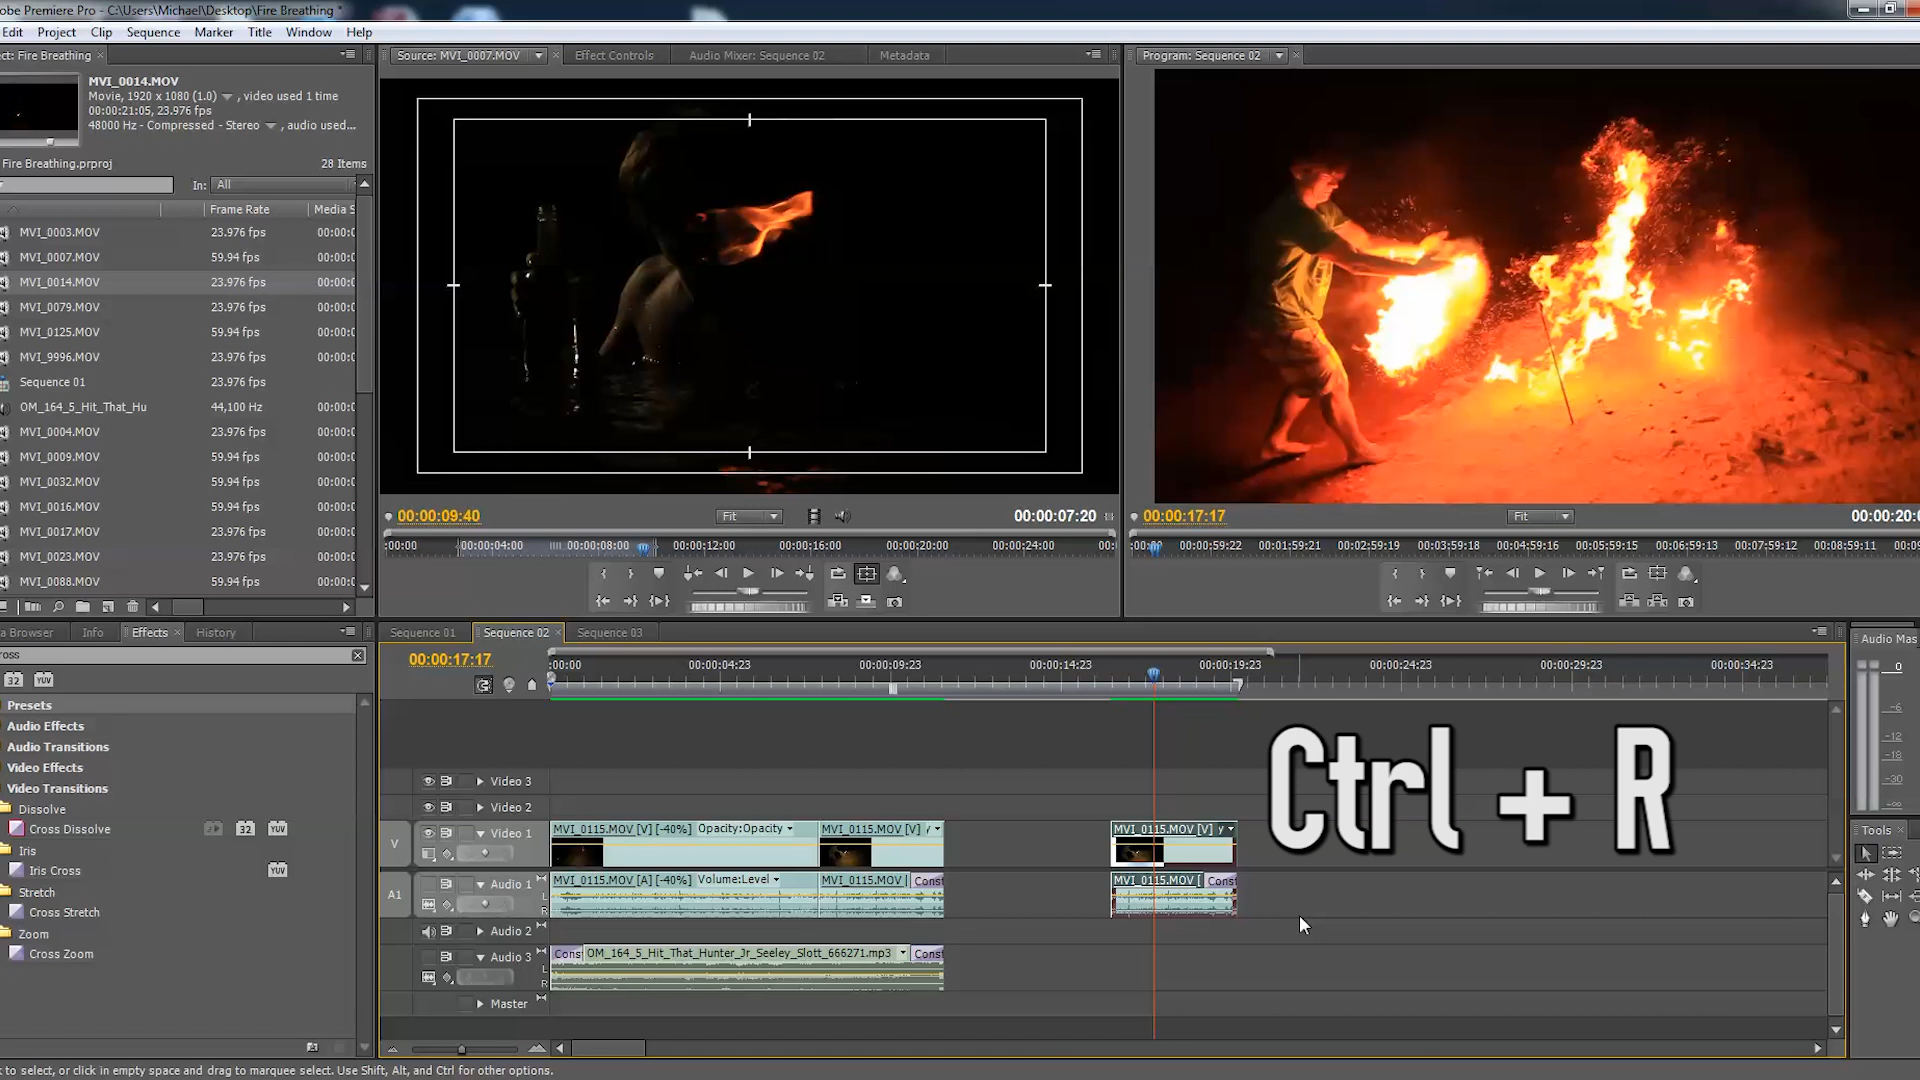 obe Premiere Pro - C:\Users\Michael\Desktop\Fire Breathing.prproj *
Edit Project Clip Sequence Marker Title Window Help
ect: Fire Breathing
MVI_0014.MOV
Movie, 1920 x 1080 (1.0) , video used 1 time
00:00:21:05, 23.976 fps
48000 Hz - Compressed - Stereo , audio used...
Fire Breathing.prproj 28 Items
In: All
Frame Rate Media S
MVI_0003.MOV 23.976 fps 00:00:0
MVI_0007.MOV 59.94 fps 00:00:0
MVI_0014.MOV 23.976 fps 00:00:0
MVI_0079.MOV 23.976 fps 00:00:0
MVI_0125.MOV 59.94 fps 00:00:0
MVI_9996.MOV 23.976 fps 00:00:0
Sequence 01 23.976 fps
OM_164_5_Hit_That_Hu 44,100 Hz 00:00:0
MVI_0004.MOV 23.976 fps 00:00:0
MVI_0009.MOV 59.94 fps 00:00:0
MVI_0032.MOV 59.94 fps 00:00:0
MVI_0016.MOV 59.94 fps 00:00:0
MVI_0017.MOV 23.976 fps 00:00:0
MVI_0023.MOV 23.976 fps 00:00:0
MVI_0088.MOV 59.94 fps 00:00:0
Source: MVI_0007.MOV Effect Controls Audio Mixer: Sequence 02 Metadata
00:00:09:40 Fit 00:00:07:20
:00:00 00:00:04:00 00:00:08:00 00:00:12:00 00:00:16:00 00:00:20:00 00:00:24:00 00:
Program: Sequence 02
00:00:17:17 Fit 00:00:20:
:00:00 00:00:59:22 00:01:59:21 00:02:59:19 00:03:59:18 00:04:59:16 00:05:59:15 00:06:59:13 00:07:59:12 00:08:59:11 00:09
a Browser Info Effects History
ross
32 YUV
Presets
Audio Effects
Audio Transitions
Video Effects
Video Transitions
Dissolve
Cross Dissolve 32 YUV
Iris
Iris Cross YUV
Stretch
Cross Stretch
Zoom
Cross Zoom
Sequence 01 Sequence 02 Sequence 03
00:00:17:17
:00:00 00:00:04:23 00:00:09:23 00:00:14:23 00:00:19:23 00:00:24:23 00:00:29:23 00:00:34:23
Video 3
Video 2
V Video 1
MVI_0115.MOV [V] [-40%] Opacity:Opacity MVI_0115.MOV [V] MVI_0115.MOV [V]
A1 Audio 1 L R
MVI_0115.MOV [A] [-40%] Volume:Level MVI_0115.MOV [ Const MVI_0115.MOV [ Cons
Audio 2
Audio 3 L R
Cons OM_164_5_Hit_That_Hunter_Jr_Seeley_Slott_666271.mp3 Const
Master
Ctrl + R
Audio Mas
0
-6
-12
-18
-30
-∞
Tools
k to select, or click in empty space and drag to marquee select. Use Shift, Alt, and Ctrl for other options.